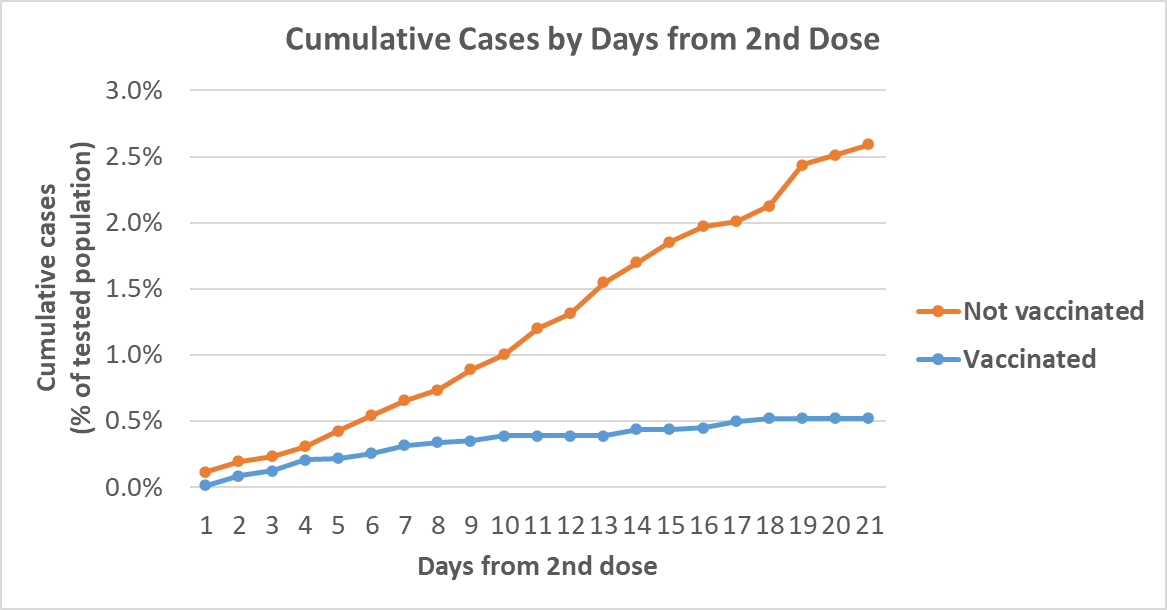 Cumulative Cases by Days from 2nd Dose
Cumulative cases
(% of tested population)
3.0%
2.5%
2.0%
1.5%
1.0%
0.5%
0.0%
1 2 3 4 5 6 7 8 9 10 11 12 13 14 15 16 17 18 19 20 21
Days from 2nd dose
Not vaccinated
Vaccinated